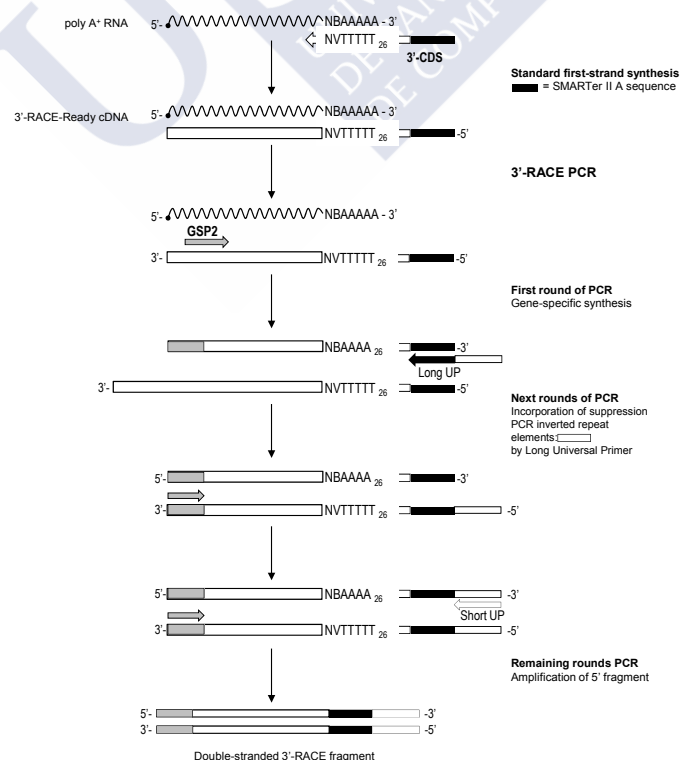 poly A+ RNA 5'- NBAAAAA - 3'
NVTTTTT 26
3'-CDS
Standard first-strand synthesis
= SMARTer II A sequence
3'-RACE-Ready cDNA 5'- NBAAAAA - 3'
NVTTTTT 26 -5'
3'-RACE PCR
5'- NBAAAAA - 3'
GSP2
3'- NVTTTTT 26 -5'
First round of PCR
Gene-specific synthesis
NBAAAA 26 -3'
Long UP
3'- NVTTTTT 26 -5'
Next rounds of PCR
Incorporation of suppression
PCR inverted repeat
elements:
by Long Universal Primer
5'- NBAAAA 26 -3'
3'- NVTTTTT 26 -5'
5'- NBAAAA 26 -3'
Short UP
3'- NVTTTTT 26 -5'
Remaining rounds PCR
Amplification of 5' fragment
5'- -3'
3'- -5'
Double-stranded 3'-RACE fragment